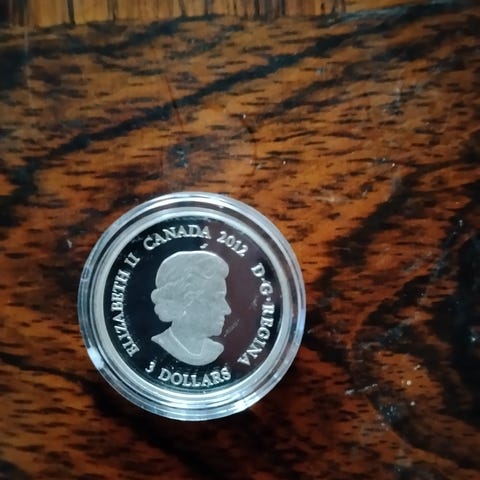 ELIZABETH II CANADA 2012 D·G·REGINA
3 DOLLARS